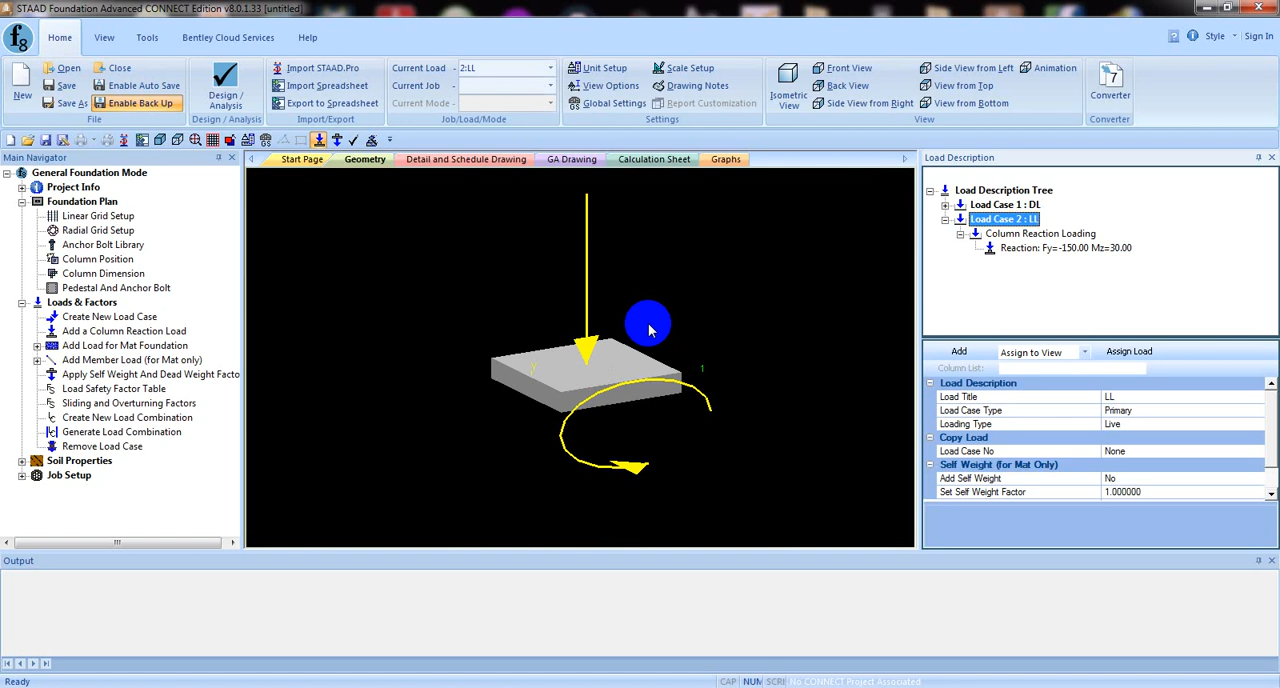 STAAD Foundation Advanced CONNECT Edition v8.0.1.33 [untitled]
Home View Tools Bentley Cloud Services Help
Style Sign In
New
Open
Save
Save As
Close
Enable Auto Save
Enable Back Up
File
Design / Analysis
Design / Analysis
Import STAAD.Pro
Import Spreadsheet
Export to Spreadsheet
Import/Export
Current Load - 2:LL
Current Job -
Current Mode -
Job/Load/Mode
Unit Setup
View Options
Global Settings
Scale Setup
Drawing Notes
Report Customization
Settings
Isometric View
Front View
Back View
Side View from Right
Side View from Left
View from Top
View from Bottom
Animation
View
7
Converter
Converter
Main Navigator
General Foundation Mode
Project Info
Foundation Plan
Linear Grid Setup
Radial Grid Setup
Anchor Bolt Library
Column Position
Column Dimension
Pedestal And Anchor Bolt
Loads & Factors
Create New Load Case
Add a Column Reaction Load
Add Load for Mat Foundation
Add Member Load (for Mat only)
Apply Self Weight And Dead Weight Facto
Load Safety Factor Table
Sliding and Overturning Factors
Create New Load Combination
Generate Load Combination
Remove Load Case
Soil Properties
Job Setup
Start Page Geometry Detail and Schedule Drawing GA Drawing Calculation Sheet Graphs
Y
1
Load Description
Load Description Tree
Load Case 1 : DL
Load Case 2 : LL
Column Reaction Loading
Reaction: Fy=-150.00 Mz=30.00
Add Assign to View Assign Load
Column List:
Load Description
Load Title LL
Load Case Type Primary
Loading Type Live
Copy Load
Load Case No None
Self Weight (for Mat Only)
Add Self Weight No
Set Self Weight Factor 1.000000
Output
Ready
CAP NUM SCRI No CONNECT Project Associated